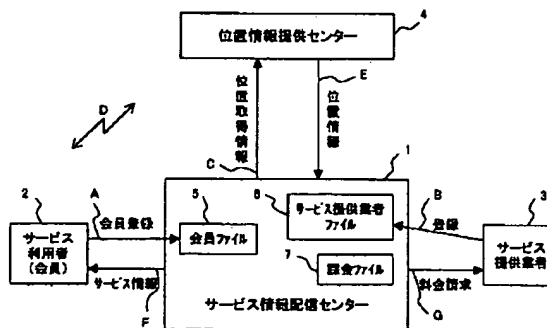 4
位置情報提供センター
D
位置取得情報
位置情報
E
C
1
2
A
会員登録
5
会員ファイル
6
サービス提供業者
ファイル
B
登録
3
サービス
利用者
(会員)
サービス情報
F
7
課金ファイル
サービス
提供業者
料金請求
G
サービス情報配信センター